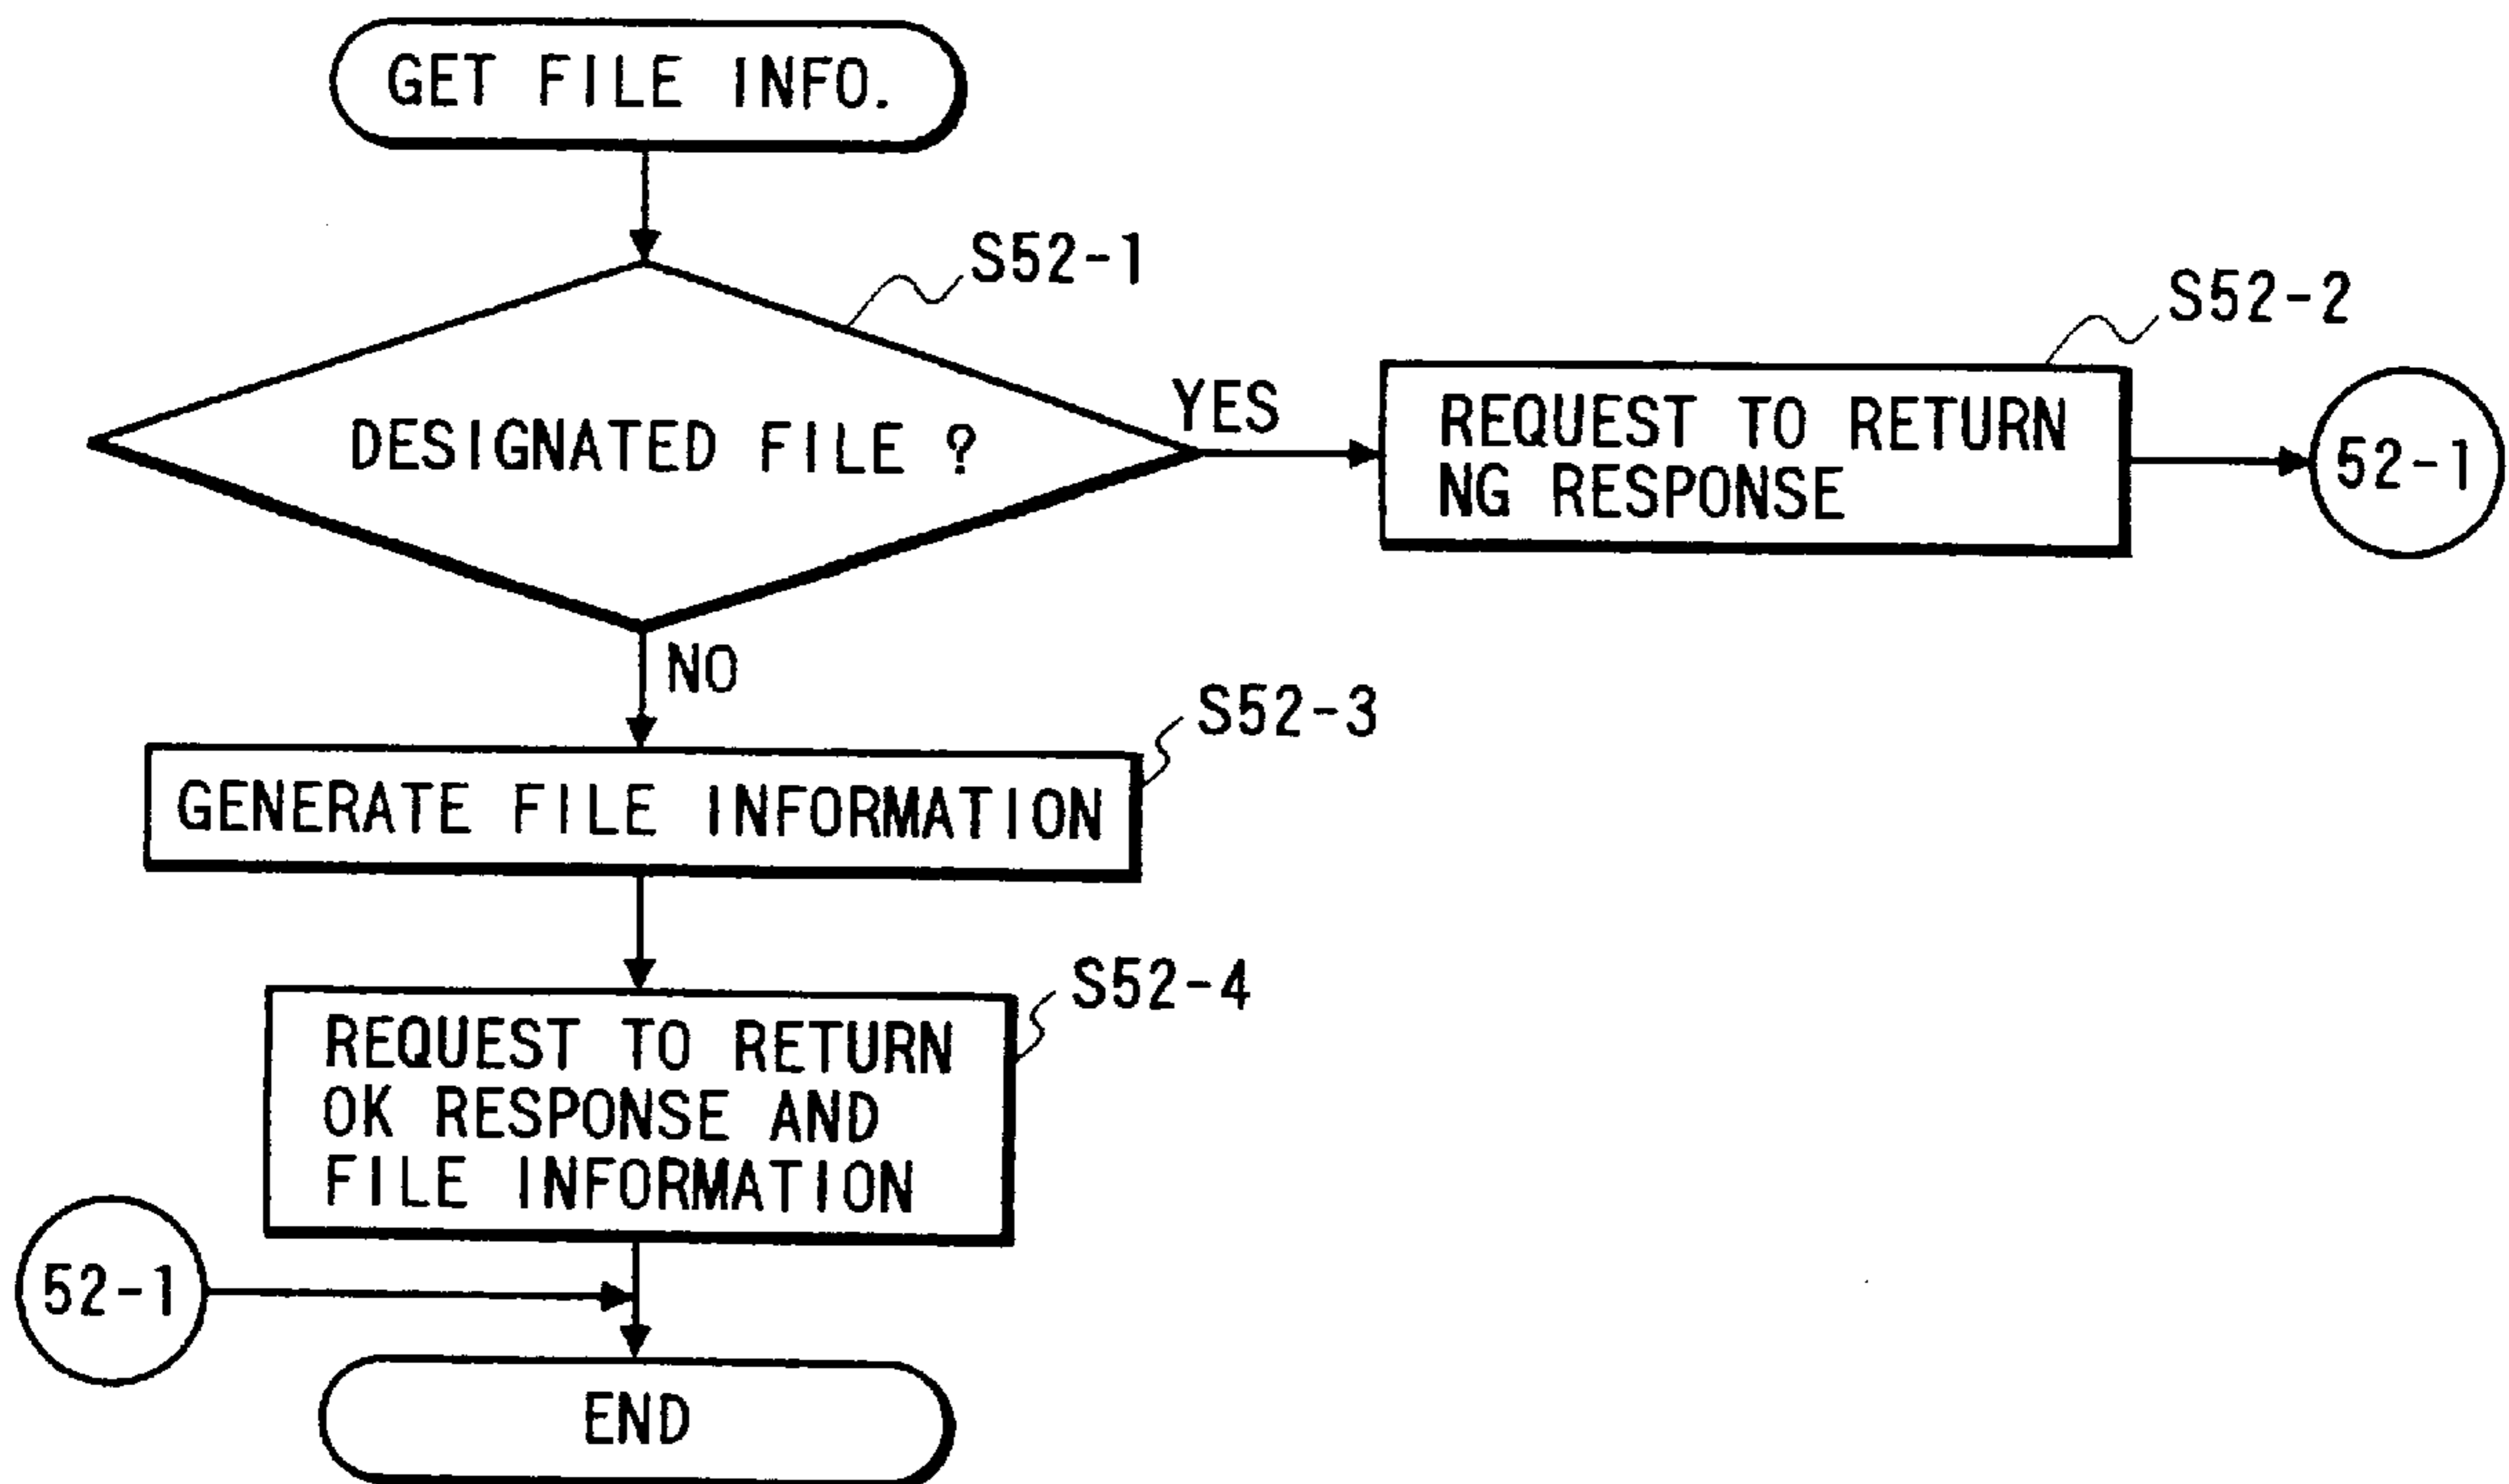 GET FILE INFO.
S52-1
DESIGNATED FILE ?
YES
S52-2
REQUEST TO RETURN
NG RESPONSE
52-1
NO
S52-3
GENERATE FILE INFORMATION
S52-4
REQUEST TO RETURN
OK RESPONSE AND
FILE INFORMATION
52-1
END